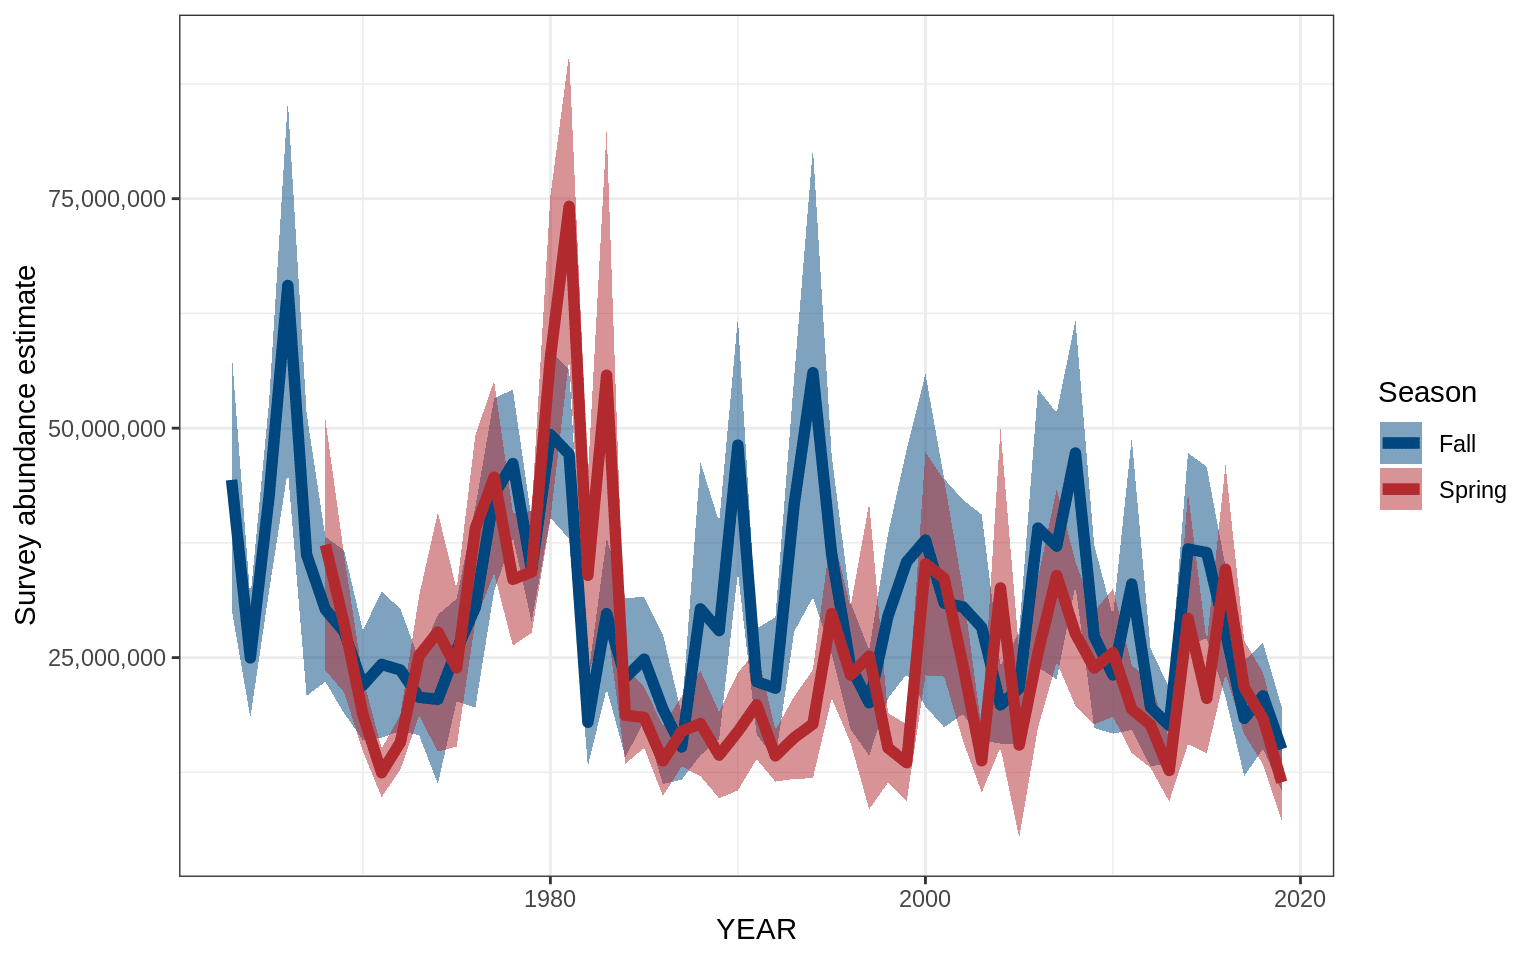 Survey abundance estimate
75,000,000
50,000,000
25,000,000
1980
2000
2020
YEAR
Season
Fall
Spring